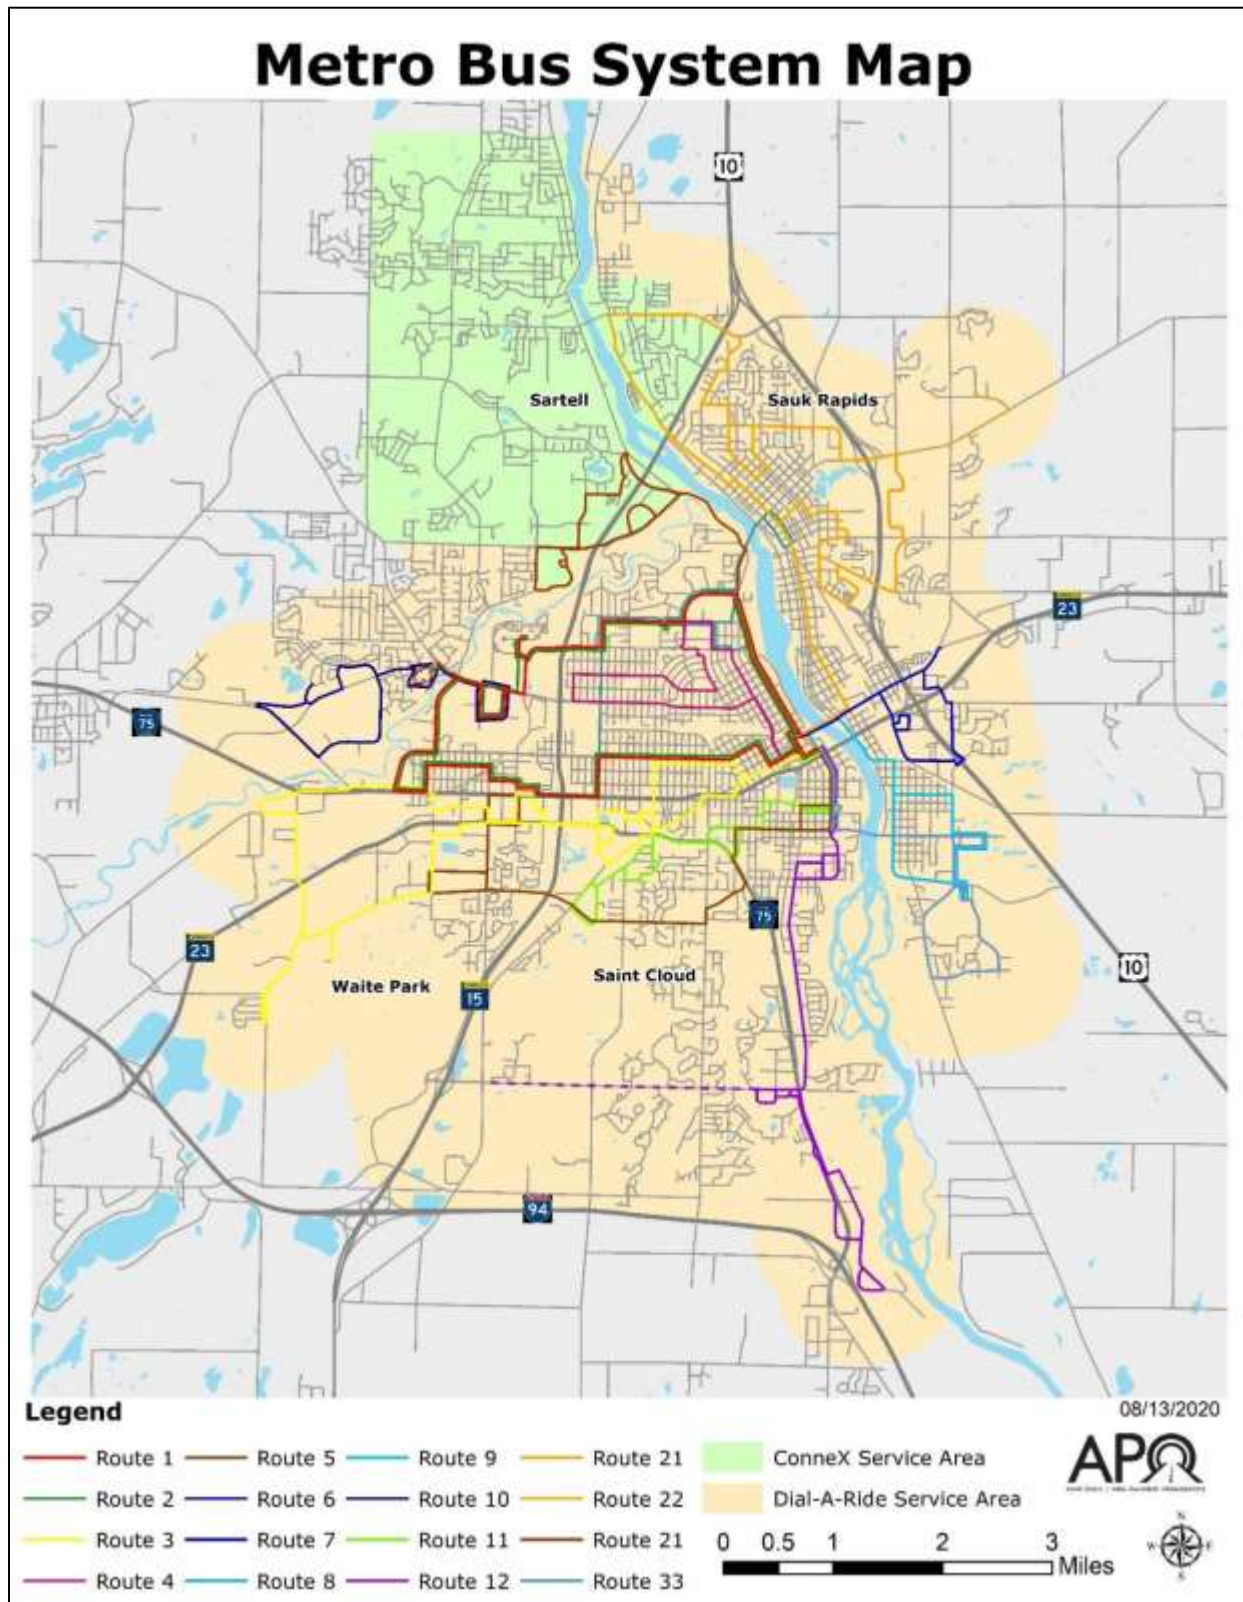 Metro Bus System Map
10
Sartell
Sauk Rapids
23
75
75
23
10
Waite Park
Saint Cloud
15
94
Legend
08/13/2020
Route 1
Route 5
Route 9
Route 21
ConneX Service Area
APO
Route 2
Route 6
Route 10
Route 22
Dial-A-Ride Service Area
Route 3
Route 7
Route 11
Route 21
0 0.5 1 2 3
Miles
N
W E
S
Route 4
Route 8
Route 12
Route 33